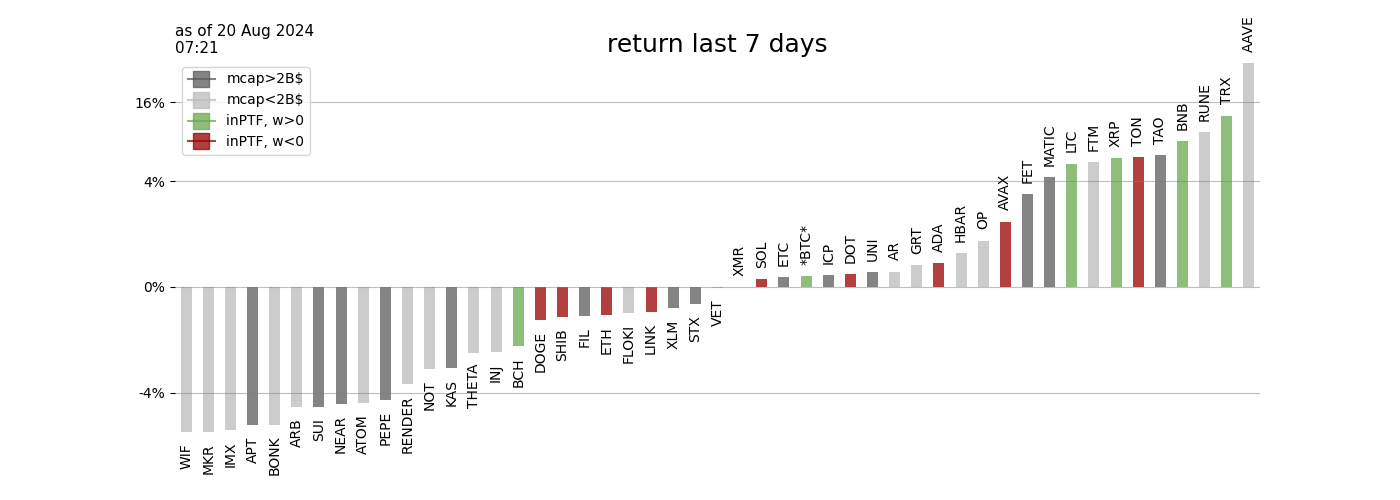 as of 20 Aug 2024
07:21
return last 7 days
mcap>2B$
mcap<2B$
inPTF, w>0
inPTF, w<0
16%
4%
0%
-4%
WIF
MKR
IMX
APT
BONK
ARB
SUI
NEAR
ATOM
PEPE
RENDER
NOT
KAS
THETA
INJ
BCH
DOGE
SHIB
FIL
ETH
FLOKI
LINK
XLM
STX
VET
XMR
SOL
ETC
*BTC*
ICP
DOT
UNI
AR
GRT
ADA
HBAR
OP
AVAX
FET
MATIC
LTC
FTM
XRP
TON
TAO
BNB
RUNE
TRX
AAVE